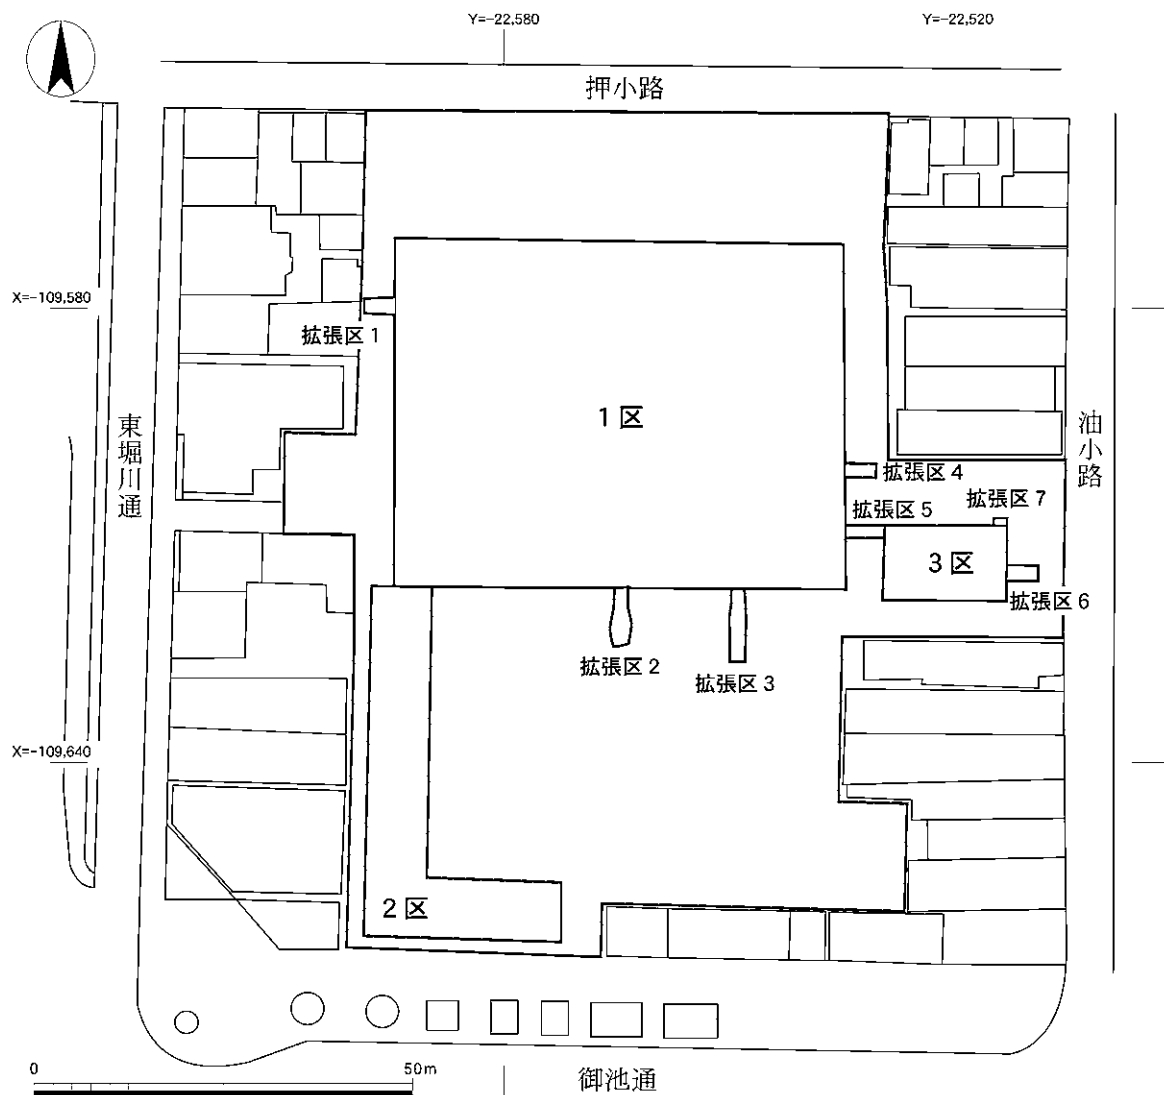 Y=-22,580
Y=-22,520
押小路
X=-109,580
拡張区 1
1 区
東堀川通
油小路
拡張区 4
拡張区 7
拡張区 5
3 区
拡張区 6
拡張区 2
拡張区 3
X=-109,640
2 区
0
50m
御池通